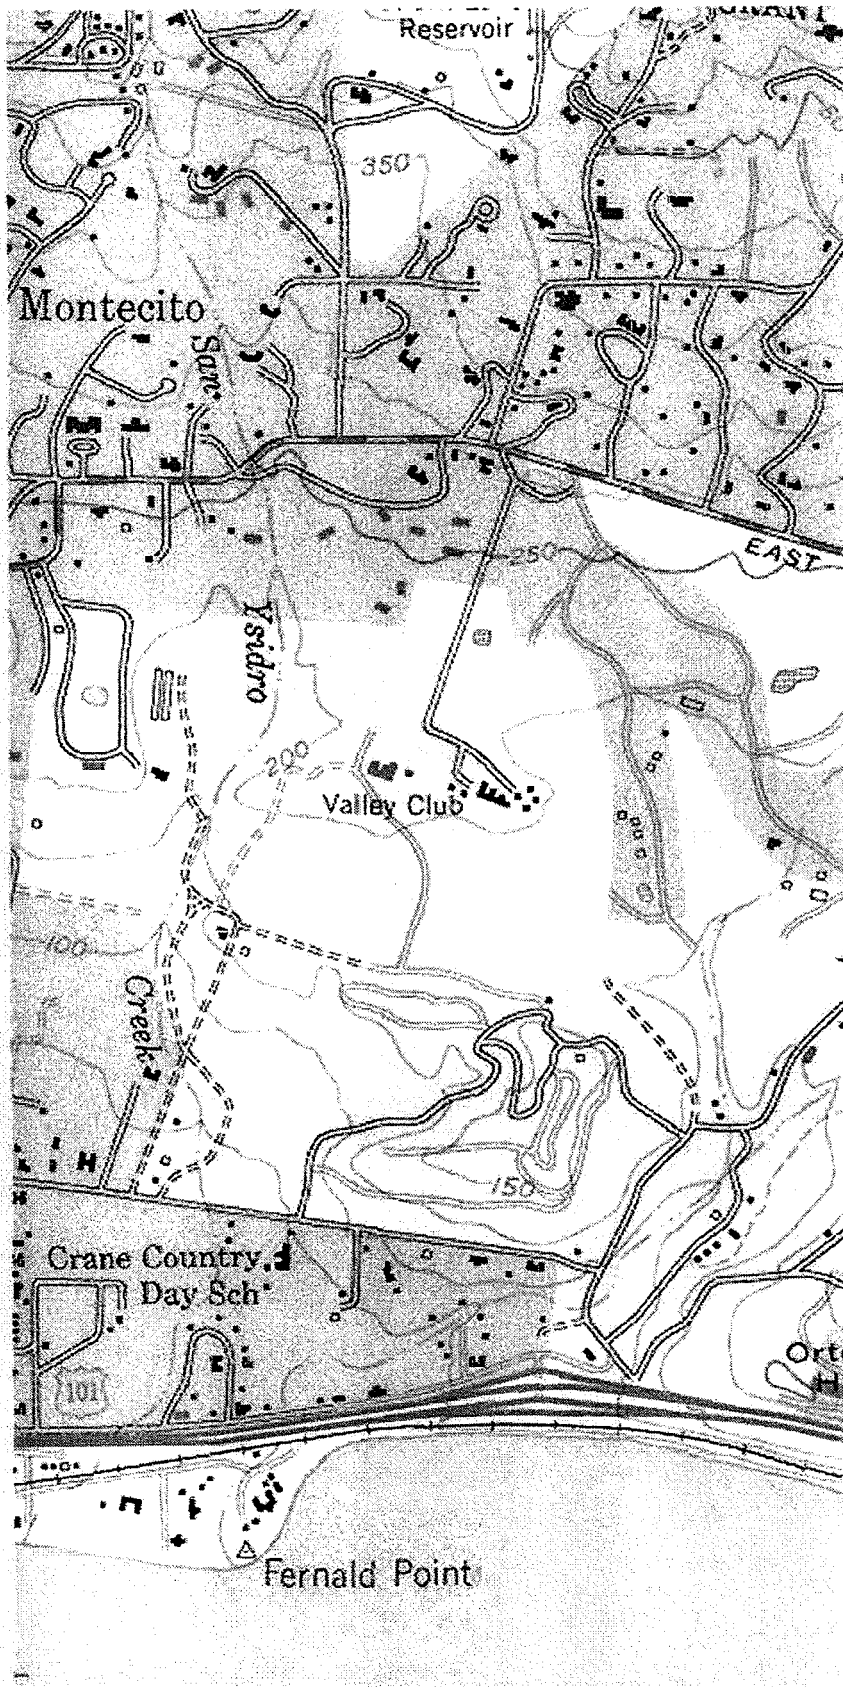 Reservoir
GRANT
350
Montecito
San
EAST
250
Ysidro
200
Valley Club
100
Creek
150
Crane Country
Day Sch
101
Fernald Point